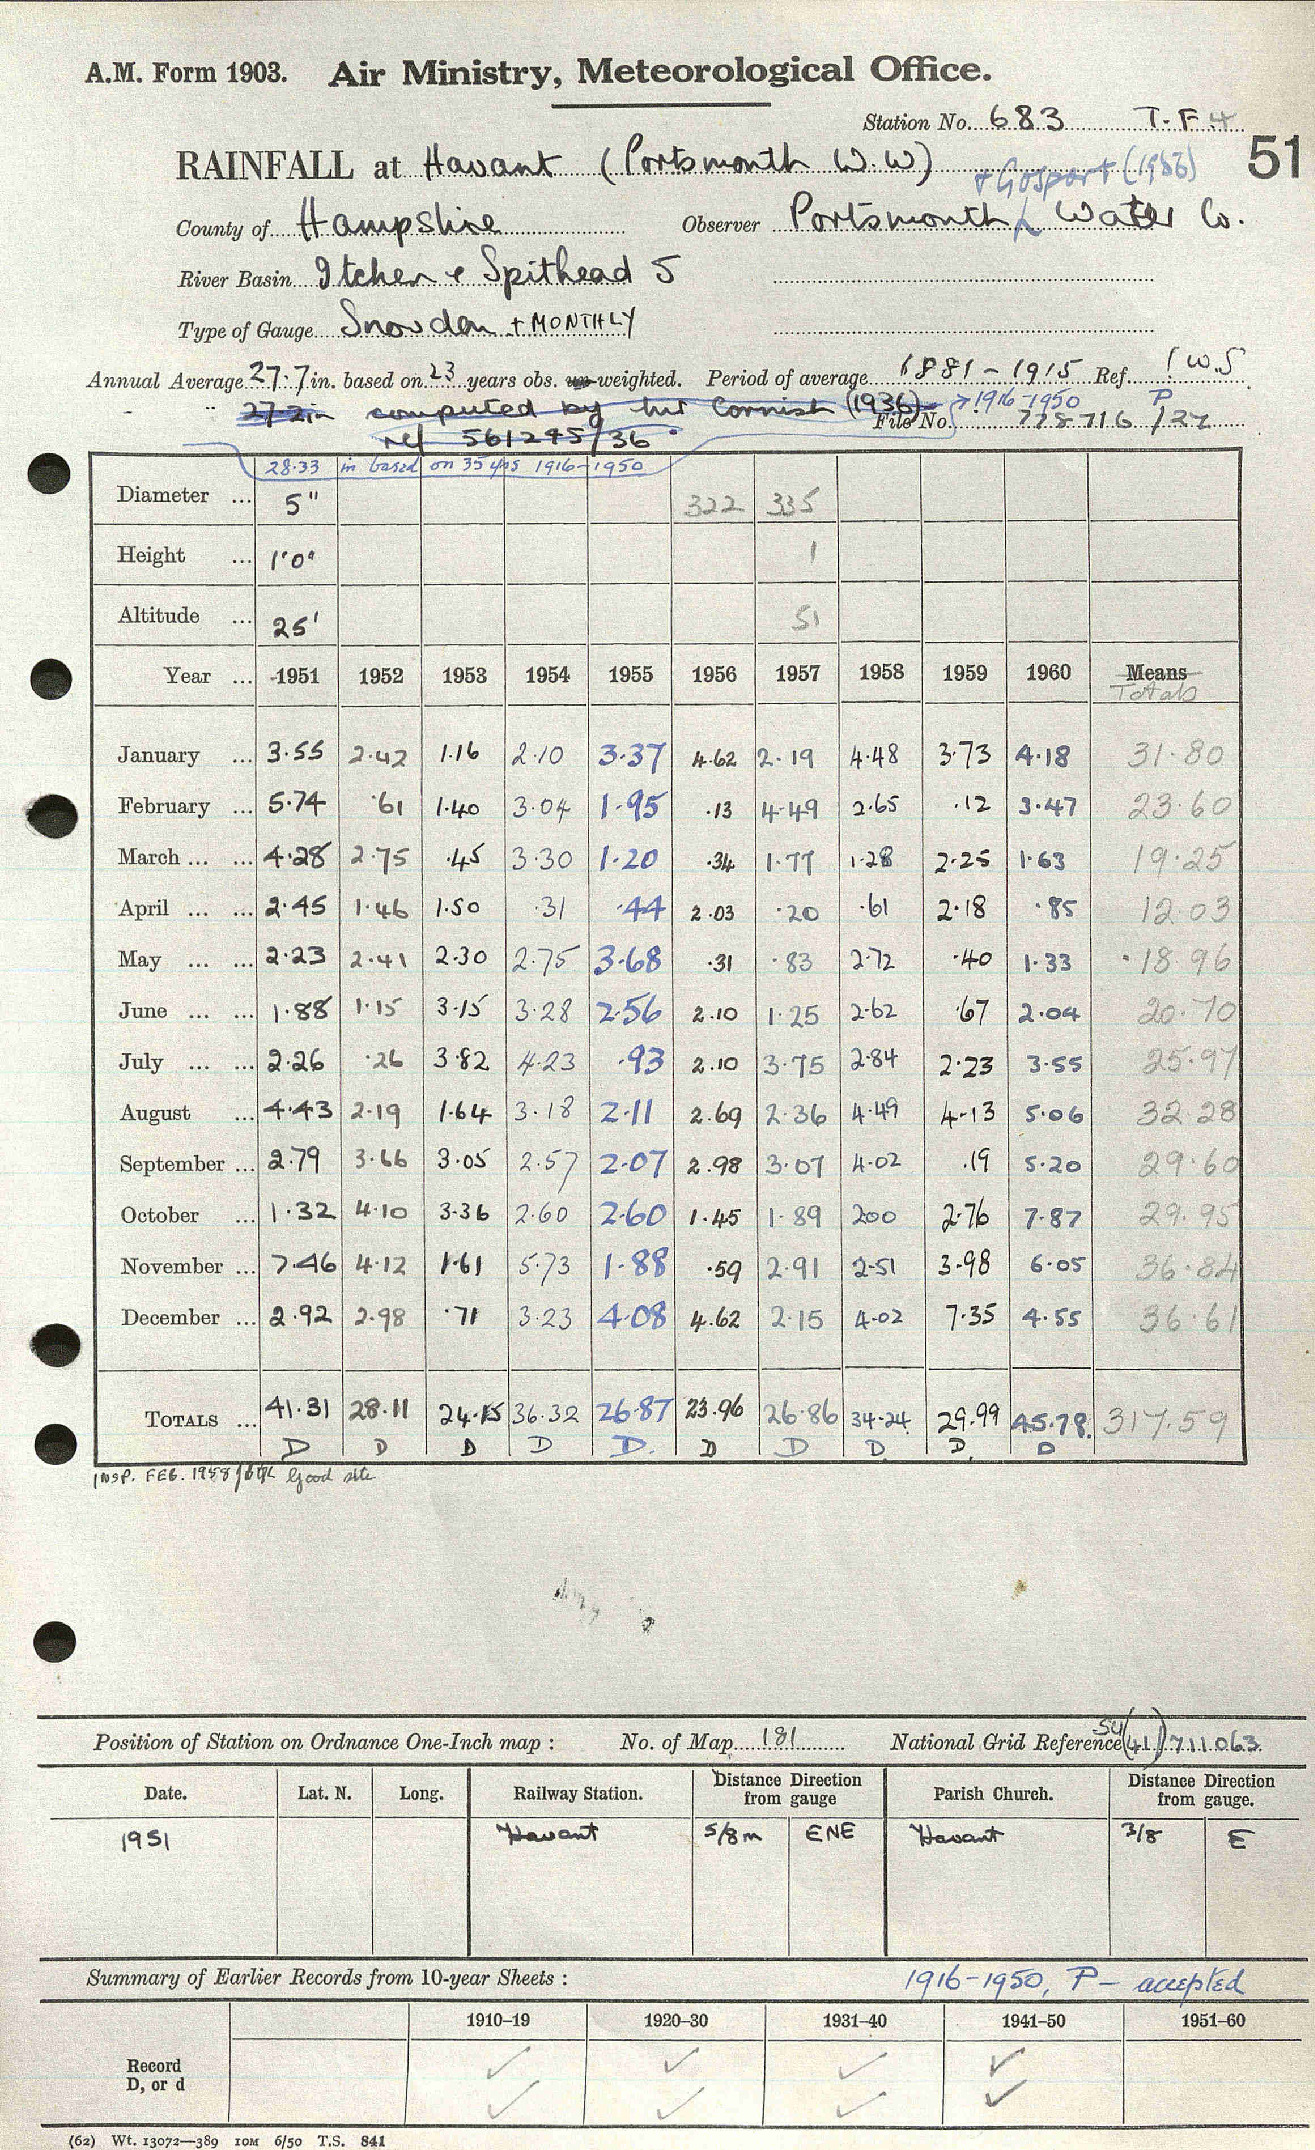 A.M. Form 1903. Air Ministry, Meteorological Office.
Station No. 683 T.F.4
RAINFALL at Havant (Portsmouth W.W) 51
+ Gosport (1956)
County of Hampshire Observer Portsmouth Water Co.
River Basin Itchen & Spithead 5
Type of Gauge Snowdon + MONTHLY
Annual Average 27.7 in. based on 23 years obs. un-weighted. Period of average 1881-1915 Ref. W.S
" 27.2 in computed by Mr Cornish (1936) → 1916-1950 P
ref 561295/36 File No. 778716/27
28.33 in based on 35 yrs 1916-1950
Diameter ... 5" 322 335
Height ... 1'0" 1
Altitude ... 25' 51
Year ... 1951 1952 1953 1954 1955 1956 1957 1958 1959 1960 Means
Totals
January ... 3.55 2.42 1.16 2.10 3.37 4.62 2.19 4.48 3.73 4.18 31.80
February ... 5.74 .61 1.40 3.04 1.95 .13 4.49 2.65 .12 3.47 23.60
March ... ... 4.28 2.75 .45 3.30 1.20 .34 1.77 1.28 2.25 1.63 19.25
April ... ... 2.45 1.46 1.50 .31 .44 2.03 .20 .61 2.18 .85 12.03
May ... ... 2.23 2.41 2.30 2.75 3.68 .31 .83 2.72 .40 1.33 18.96
June ... ... 1.88 1.15 3.15 3.28 2.56 2.10 1.25 2.62 .67 2.04 20.70
July ... ... 2.26 .26 3.82 4.23 .93 2.10 3.75 2.84 2.23 3.55 25.97
August ... 4.43 2.19 1.64 3.18 2.11 2.69 2.36 4.49 4.13 5.06 32.28
September ... 2.79 3.66 3.05 2.57 2.07 2.98 3.07 4.02 .19 5.20 29.60
October ... 1.32 4.10 3.36 2.60 2.60 1.45 1.89 2.00 2.76 7.87 29.95
November ... 7.46 4.12 1.61 5.73 1.88 .59 2.91 2.51 3.98 6.05 36.84
December ... 2.92 2.98 .71 3.23 4.08 4.62 2.15 4.02 7.35 4.55 36.61
TOTALS ... 41.31 28.11 24.15 36.32 26.87 23.96 26.86 34.24 29.99 45.78 317.59
D D D D D D D D D D
INSP. FEB. 1958 Good site
Position of Station on Ordnance One-Inch map : No. of Map 181 National Grid Reference SU (41) 711063
Date. Lat. N. Long. Railway Station. Distance Direction from gauge Parish Church. Distance Direction from gauge.
1951 Havant 5/8 m ENE Havant 3/8 E
Summary of Earlier Records from 10-year Sheets : 1916-1950, P - accepted
1910–19 1920–30 1931–40 1941–50 1951–60
Record ✓ ✓ ✓ ✓
D, or d ✓ ✓ ✓ ✓
(62) Wt. 13072—389 10M 6/50 T.S. 841